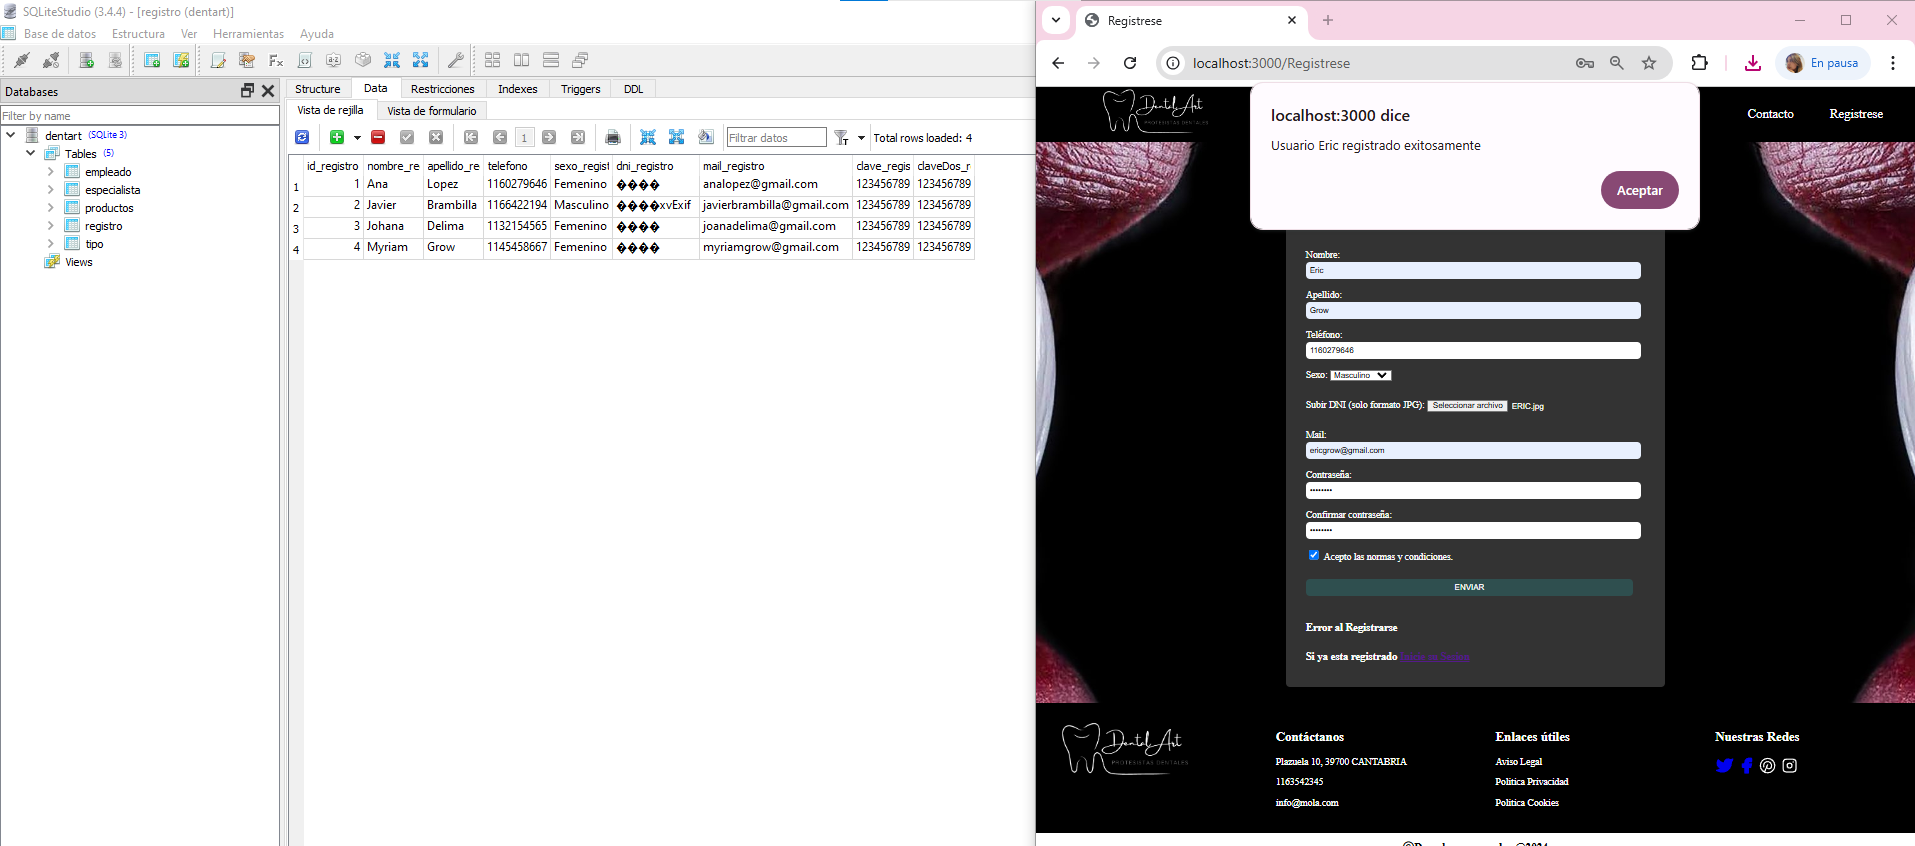 SQLiteStudio (3.4.4) - [registro (dentart)]
Base de datos Estructura Ver Herramientas Ayuda
Databases
Filter by name
dentart (SQLite 3)
Tables (5)
empleado
especialista
productos
registro
tipo
Views
Structure Data Restricciones Indexes Triggers DDL
Vista de rejilla Vista de formulario
1 Filtrar datos Total rows loaded: 4
id_registro nombre_re apellido_re telefono sexo_regist dni_registro mail_registro clave_regis claveDos_r
1 1 Ana Lopez 1160279646 Femenino ���� analopez@gmail.com 123456789 123456789
2 2 Javier Brambilla 1166422194 Masculino ����xvExif javierbrambilla@gmail.com 123456789 123456789
3 3 Johana Delima 1132154565 Femenino ���� joanadelima@gmail.com 123456789 123456789
4 4 Myriam Grow 1145458667 Femenino ���� myriamgrow@gmail.com 123456789 123456789
Registrese
localhost:3000/Registrese
En pausa
Dental Art
PROTESISTAS DENTALES
Contacto Registrese
localhost:3000 dice
Usuario Eric registrado exitosamente
Aceptar
Nombre:
Eric
Apellido:
Grow
Teléfono:
1160279646
Sexo: Masculino
Subir DNI (solo formato JPG): Seleccionar archivo ERIC.jpg
Mail:
ericgrow@gmail.com
Contraseña:
••••••••
Confirmar contraseña:
••••••••
Acepto las normas y condiciones.
ENVIAR
Error al Registrarse
Si ya esta registrado
Dental Art
PROTESISTAS DENTALES
Contáctanos
Plazuela 10, 39700 CANTABRIA
1163542345
info@mola.com
Enlaces útiles
Aviso Legal
Politica Privacidad
Politica Cookies
Nuestras Redes